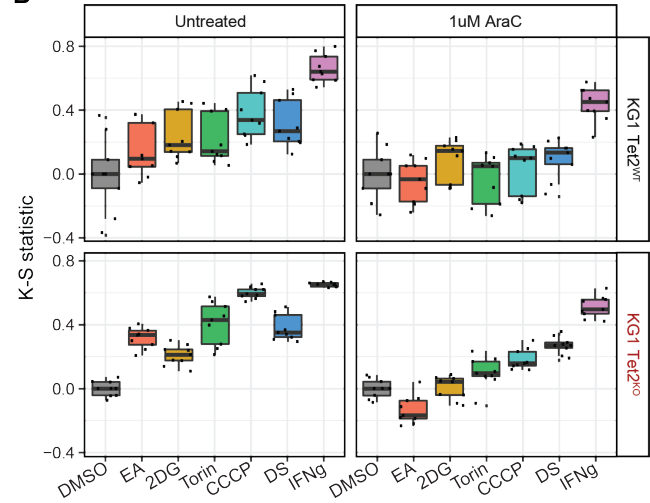 Untreated
1uM AraC
K-S statistic
0.8
0.4
0.0
−0.4
KG1 Tet2WT
0.8
0.4
0.0
−0.4
KG1 Tet2KO
DMSO
EA
2DG
Torin
CCCP
DS
IFNg
DMSO
EA
2DG
Torin
CCCP
DS
IFNg